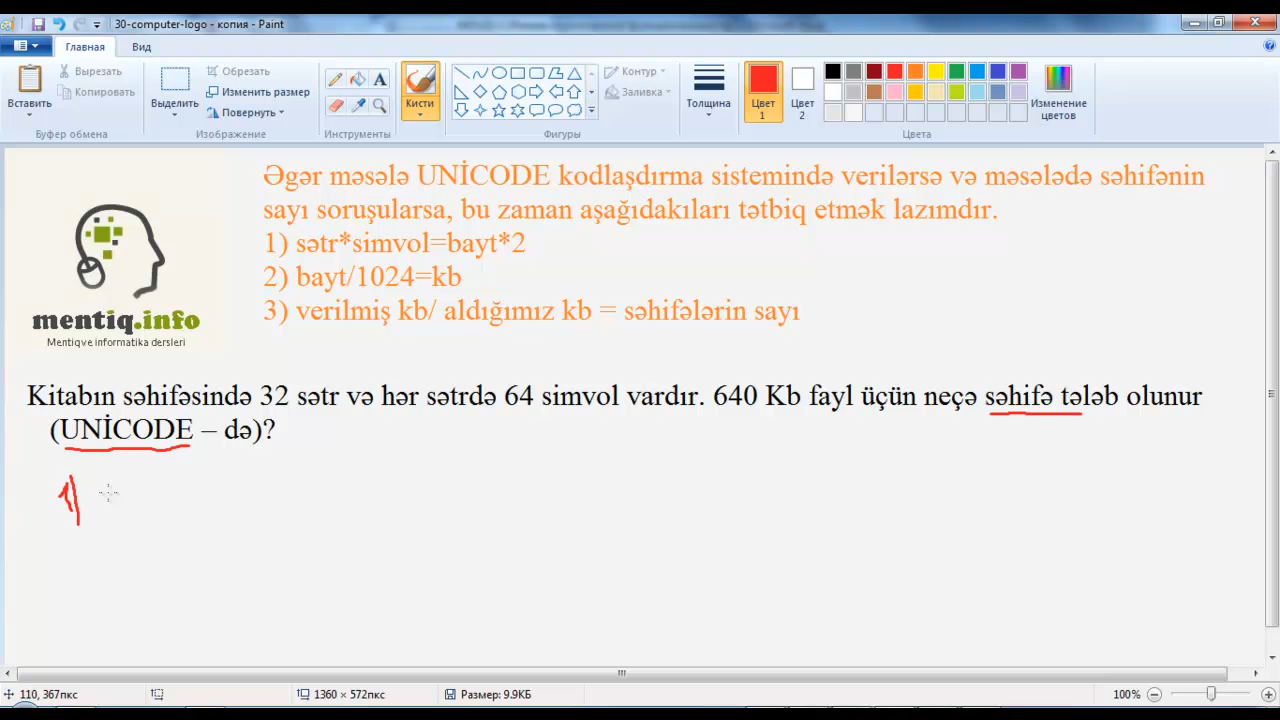 30-computer-logo - копия - Paint
Главная
Вид
Вставить
Вырезать
Копировать
Буфер обмена
Выделить
Обрезать
Изменить размер
Повернуть
Изображение
Инструменты
Кисти
Контур
Заливка
Фигуры
Толщина
Цвет 1
Цвет 2
Изменение цветов
Цвета
mentiq.info
Mentiqve informatika dersleri
Əgər məsələ UNİCODE kodlaşdırma sistemində verilərsə və məsələdə səhifənin
sayı soruşularsa, bu zaman aşağıdakıları tətbiq etmək lazımdır.
1) sətr*simvol=bayt*2
2) bayt/1024=kb
3) verilmiş kb/ aldığımız kb = səhifələrin sayı
Kitabın səhifəsində 32 sətr və hər sətrdə 64 simvol vardır. 640 Kb fayl üçün neçə səhifə tələb olunur
(UNİCODE – də)?
1)
110, 367пкс
1360 × 572пкс
Размер: 9.9КБ
100%